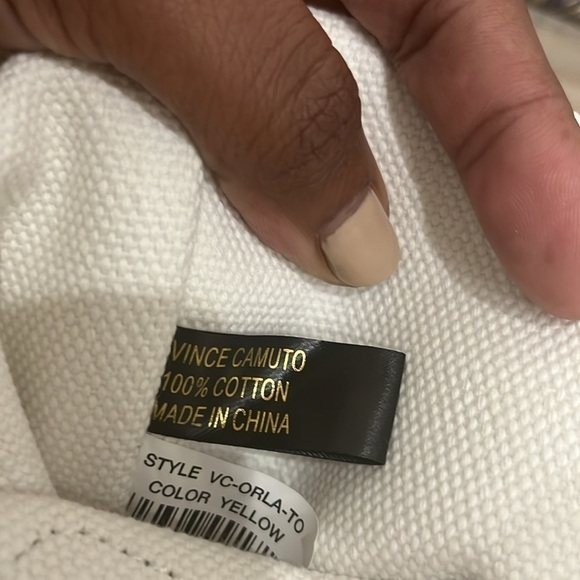 VINCE CAMUTO
100% COTTON
MADE IN CHINA
STYLE VC-ORLA-TO
COLOR YELLOW